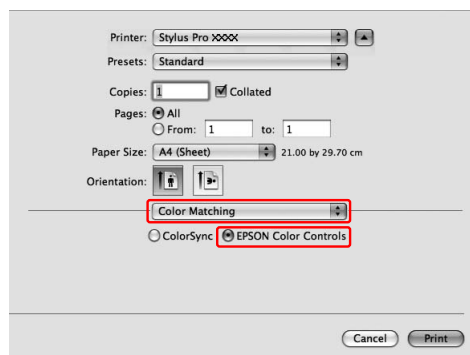 Printer: Stylus Pro XXXX
Presets: Standard
Copies: 1 Collated
Pages: All
From: 1 to: 1
Paper Size: A4 (Sheet) 21.00 by 29.70 cm
Orientation:
Color Matching
ColorSync EPSON Color Controls
Cancel Print